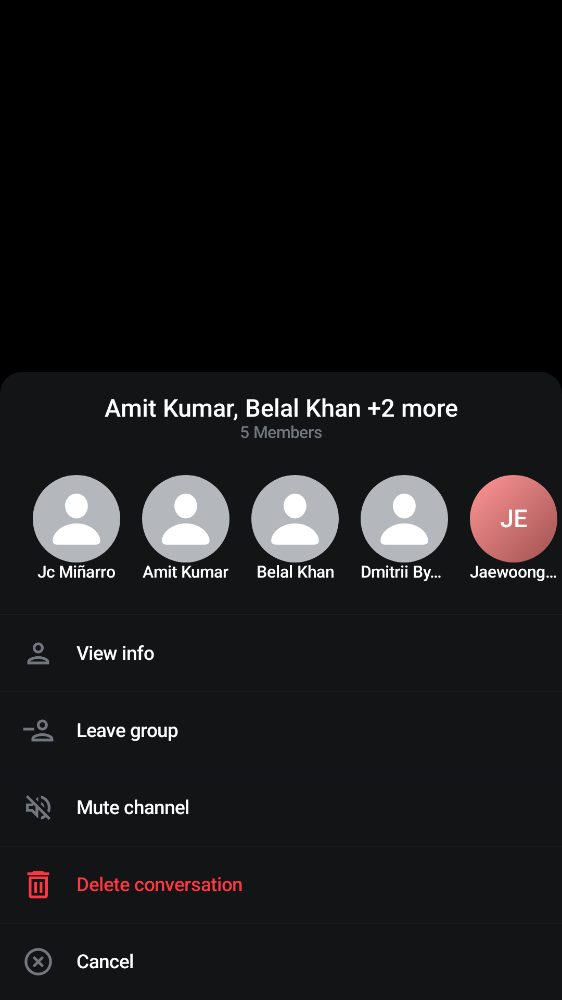 Amit Kumar, Belal Khan +2 more
5 Members
JE
Jc Miñarro
Amit Kumar
Belal Khan
Dmitrii By...
Jaewoong...
View info
Leave group
Mute channel
Delete conversation
Cancel